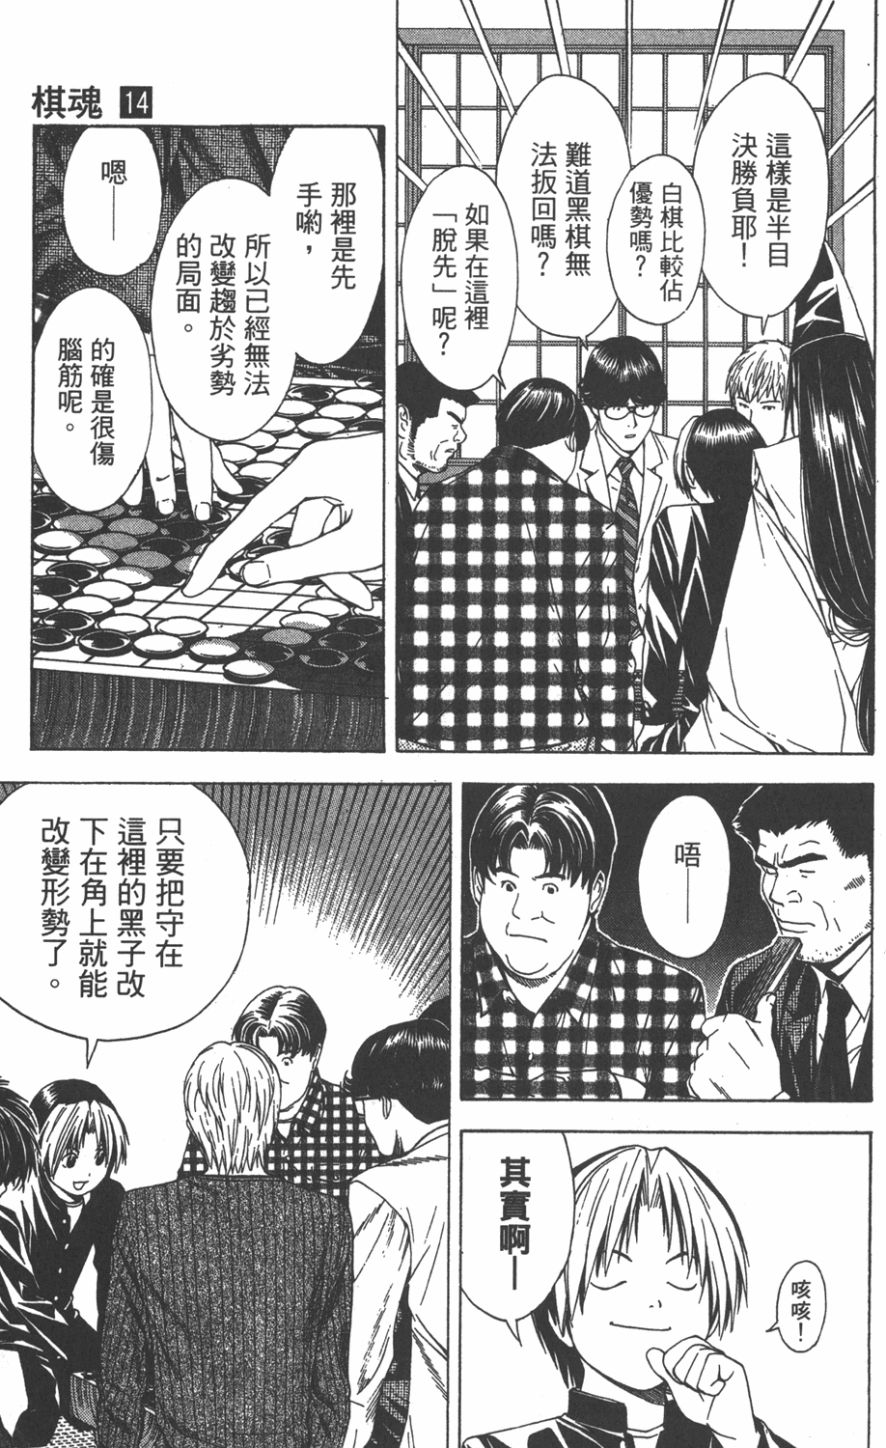 棋魂 14
這樣是半目
決勝負耶！
白棋比較佔
優勢嗎？
難道黑棋無
法扳回嗎？
如果在這裡
「脫先」呢？
那裡是先
手喲，
所以已經無法
改變趨於劣勢
的局面。
嗯——
的確是很傷
腦筋呢。
唔——
咳咳！
其實啊—
只要把守在
這裡的黑子改
下在角上就能
改變形勢了。